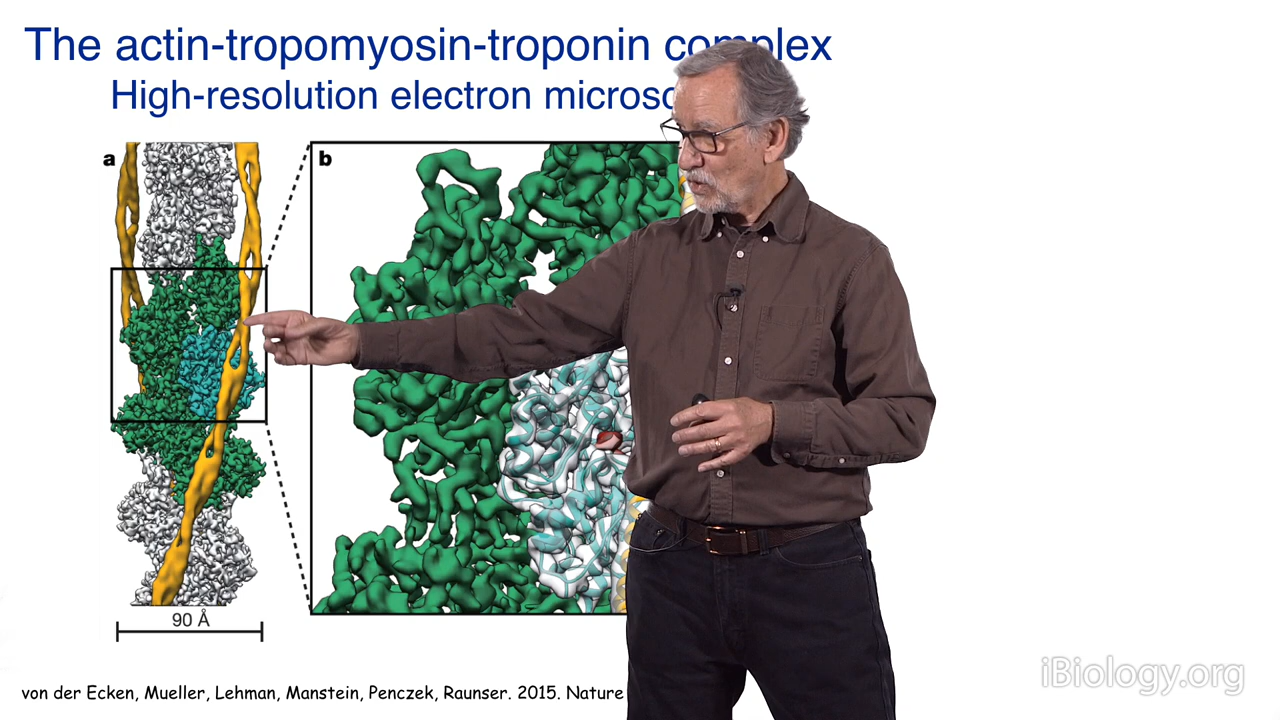 The actin-tropomyosin-troponin complex
High-resolution electron
a
b
90 Å
von der Ecken, Mueller, Lehman, Manstein, Penczek, Raunser. 2015. Nature
iBiology.org